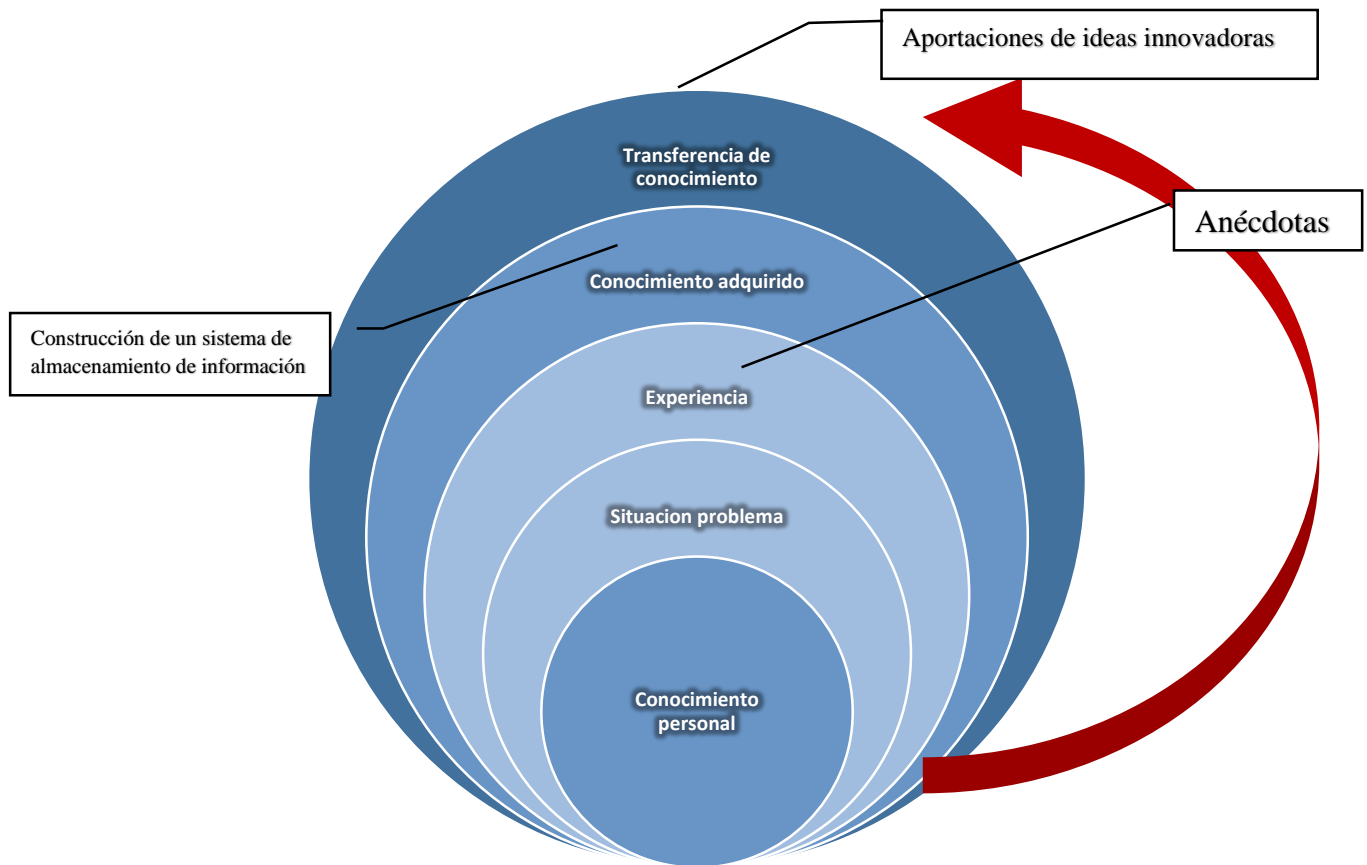 Aportaciones de ideas innovadoras
Transferencia de
conocimiento
Anécdotas
Conocimiento adquirido
Construcción de un sistema de
almacenamiento de información
Experiencia
Situacion problema
Conocimiento
personal